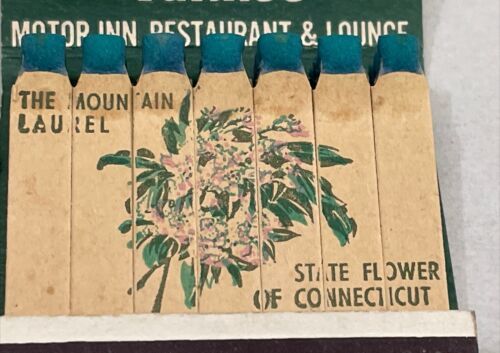 MOTOR INN, RESTAURANT & LOUNGE
THE MOUNTAIN
LAUREL
STATE FLOWER
OF CONNECTICUT